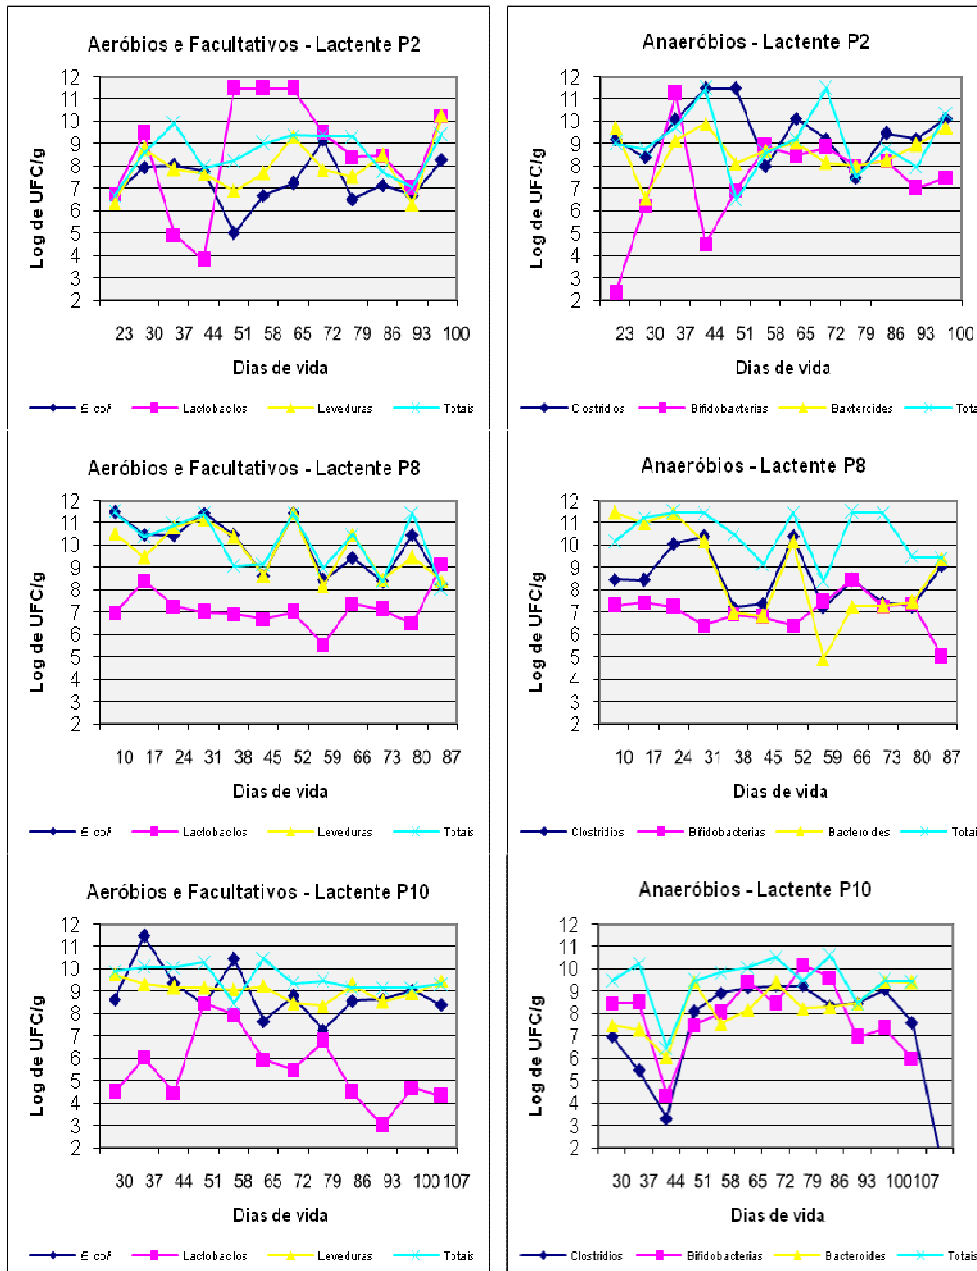 Aeróbios e Facultativos - Lactente P2
Log de UFC/g
12
11
10
9
8
7
6
5
4
3
2
23 30 37 44 51 58 65 72 79 86 93 100
Dias de vida
E coli Lactobacilos Leveduras Totais
Anaeróbios - Lactente P2
Log de UFC/g
12
11
10
9
8
7
6
5
4
3
2
23 30 37 44 51 58 65 72 79 86 93 100
Dias de vida
Clostridios Bifidobacterias Bacteroides Totai
Aeróbios e Facultativos - Lactente P8
Log de UFC/g
12
11
10
9
8
7
6
5
4
3
2
10 17 24 31 38 45 52 59 66 73 80 87
Dias de vida
E coli Lactobacilos Leveduras Totais
Anaeróbios - Lactente P8
Log de UFC/g
12
11
10
9
8
7
6
5
4
3
2
10 17 24 31 38 45 52 59 66 73 80 87
Dias de vida
Clostridios Bifidobacterias Bacteroides Totais
Aeróbios e Facultativos - Lactente P10
Log de UFC/g
12
11
10
9
8
7
6
5
4
3
2
30 37 44 51 58 65 72 79 86 93 100 107
Dias de vida
E coli Lactobacilos Leveduras Totais
Anaeróbios - Lactente P10
Log de UFC/g
12
11
10
9
8
7
6
5
4
3
2
30 37 44 51 58 65 72 79 86 93 100 107
Dias de vida
Clostridios Bifidobacterias Bacteroides Totais